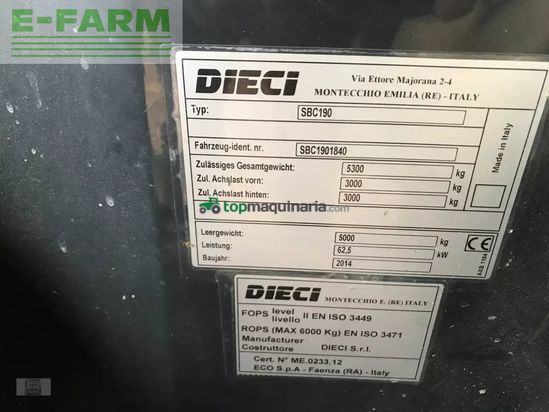 E-FARM
DIECI
Via Ettore Majorana 2-4
MONTECCHIO EMILIA (RE) - ITALY
Typ: SBC190
Fahrzeug-ident. nr. SBC1901840
Zulässiges Gesamtgewicht: 5300 kg
Zul. Achslast vorn: 3000 kg
Zul. Achslast hinten: 3000 kg
Made in Italy
topmaquinaria.com
Leergewicht: 5000 kg
Leistung: 62,5 kW
Baujahr: 2014
CE
AXB 1164
DIECI
MONTECCHIO E. (RE) ITALY
FOPS level livello II EN ISO 3449
ROPS (MAX 6000 Kg) EN ISO 3471
Manufacturer
Costruttore DIECI S.r.l.
Cert. N° ME.0233.12
ECO S.p.A - Faenza (RA) - Italy